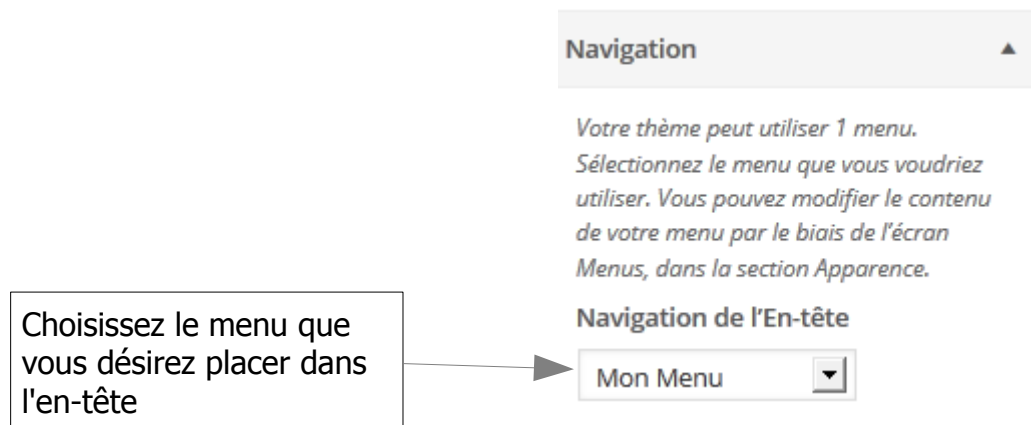 Navigation
Votre thème peut utiliser 1 menu.
Sélectionnez le menu que vous voudriez
utiliser. Vous pouvez modifier le contenu
de votre menu par le biais de l’écran
Menus, dans la section Apparence.
Navigation de l’En-tête
Mon Menu
Choisissez le menu que
vous désirez placer dans
l'en-tête